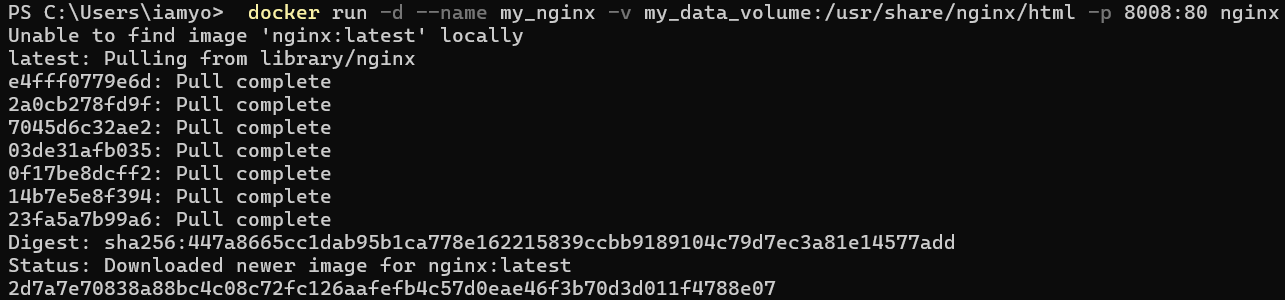 PS C:\Users\iamyo>  docker run -d --name my_nginx -v my_data_volume:/usr/share/nginx/html -p 8008:80 nginx
Unable to find image 'nginx:latest' locally
latest: Pulling from library/nginx
e4fff0779e6d: Pull complete
2a0cb278fd9f: Pull complete
7045d6c32ae2: Pull complete
03de31afb035: Pull complete
0f17be8dcff2: Pull complete
14b7e5e8f394: Pull complete
23fa5a7b99a6: Pull complete
Digest: sha256:447a8665cc1dab95b1ca778e162215839ccbb9189104c79d7ec3a81e14577add
Status: Downloaded newer image for nginx:latest
2d7a7e70838a88bc4c08c72fc126aafefb4c57d0eae46f3b70d3d011f4788e07